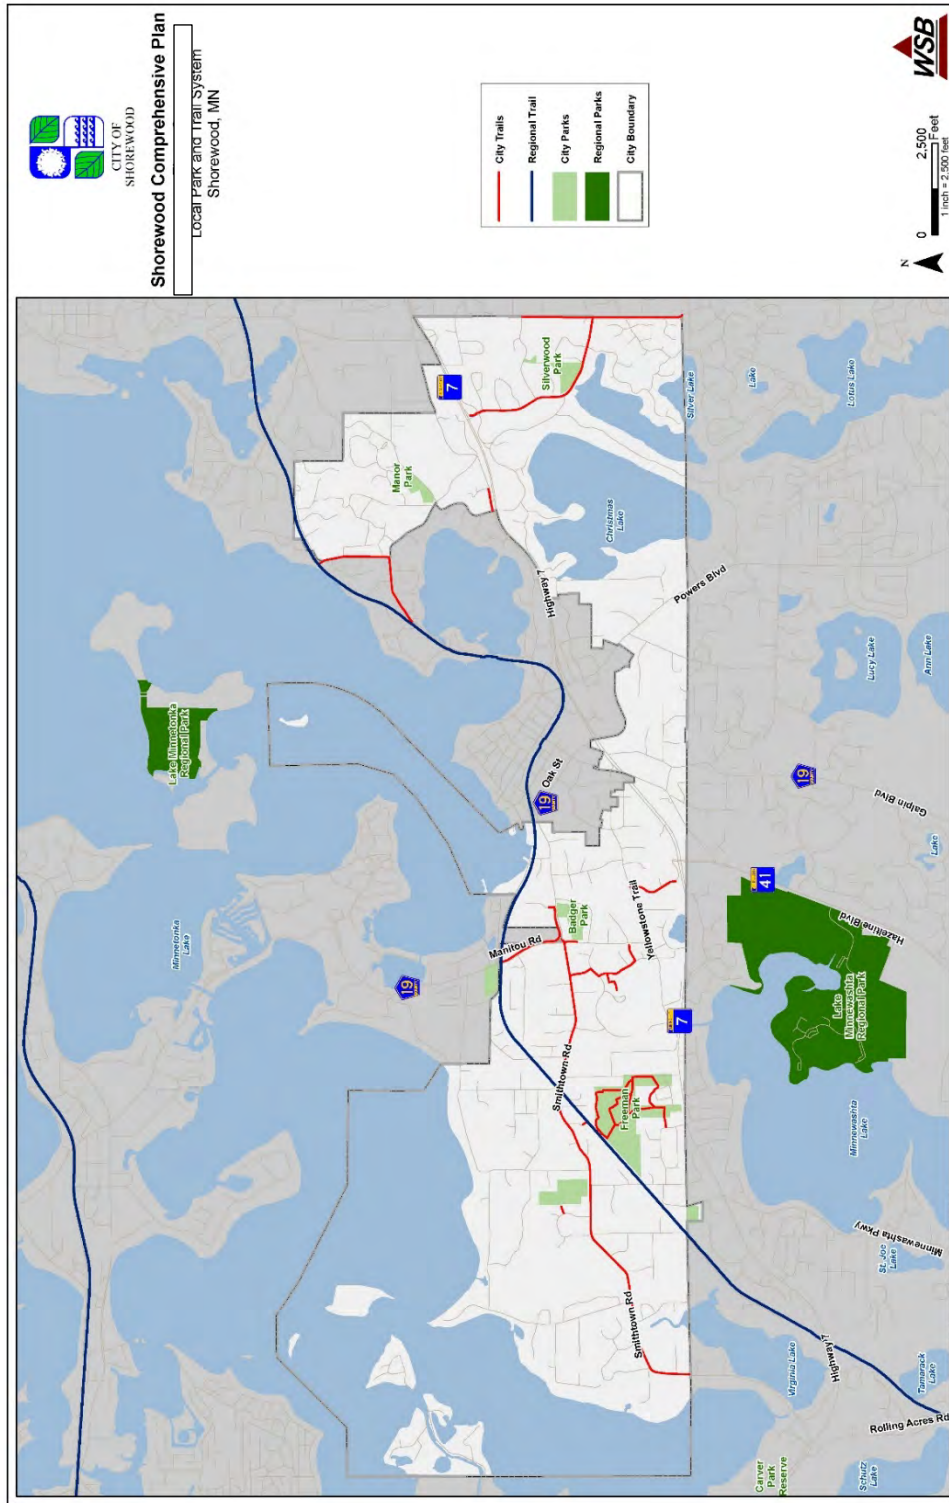 CITY OF
SHOREWOOD
Shorewood Comprehensive Plan
Local Park and Trail System
Shorewood, MN
City Trails
Regional Trail
City Parks
Regional Parks
City Boundary
N
0 2,500
Feet
1 inch = 2,500 feet
WSB
Minnetonka
Lake
Lake Minnetonka
Regional Park
19
Manitou Rd
Badger
Park
19
Oak St
Manor
Park
7
Highway 7
Silverwood
Park
Christmas
Lake
Silver Lake
Powers Blvd
Smithtown Rd
Smithtown Rd
Freeman
Park
Yellowstone Trail
7
41
Lake
Minnewashta
Regional Park
Hazeltine Blvd
Minnewashta
Lake
Minnewashta Pkwy
St. Joe
Lake
Virginia Lake
Highway 7
Tamarack
Lake
Rolling Acres Rd
Carver
Park
Reserve
Schutz
Lake
19
Galpin Blvd
Lake
Lucy Lake
Ann Lake
Lake
Lotus Lake